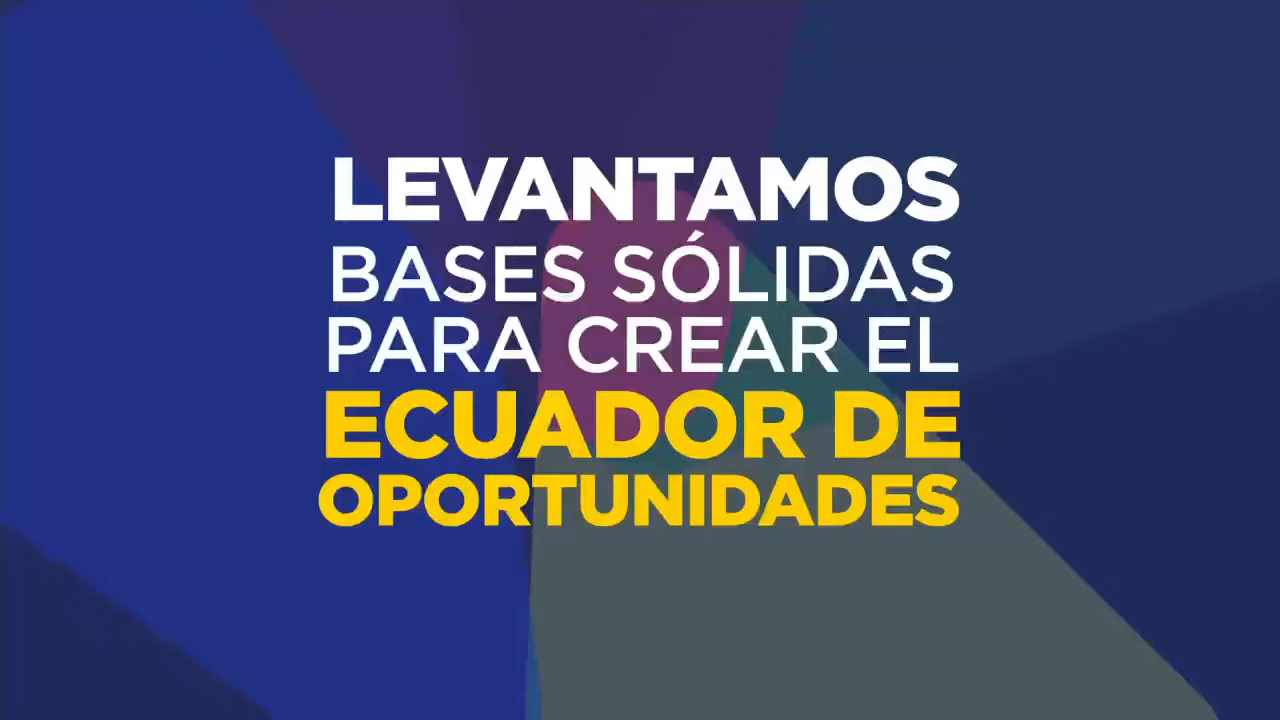 LEVANTAMOS
BASES SÓLIDAS
PARA CREAR EL
ECUADOR DE
OPORTUNIDADES